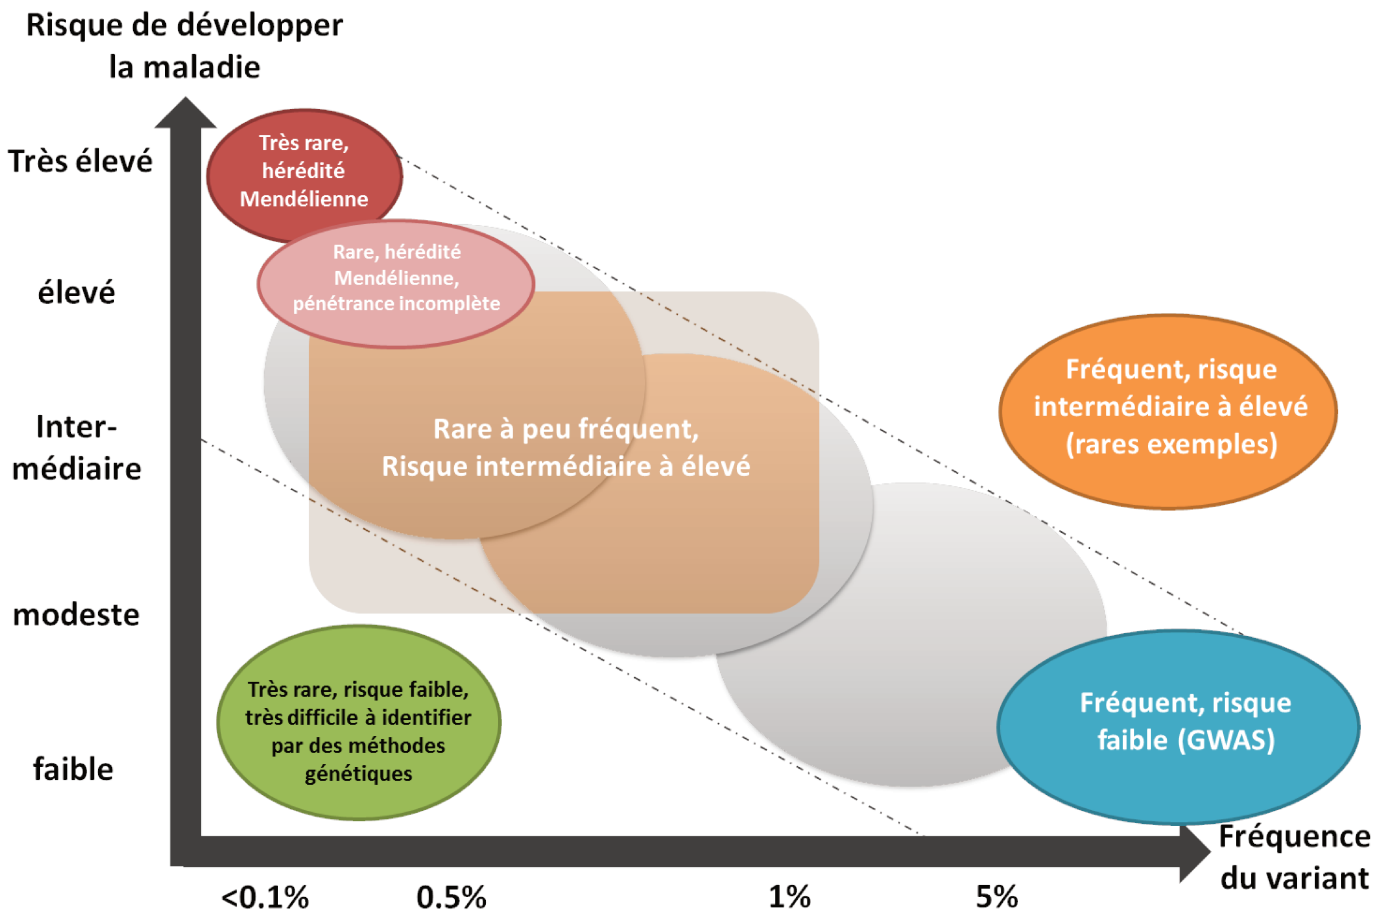 Risque de développer
la maladie
Très élevé
élevé
Inter-
médiaire
modeste
faible
Très rare,
hérédité
Mendélienne
Rare, hérédité
Mendélienne,
pénétrance incomplète
Rare à peu fréquent,
Risque intermédiaire à élevé
Fréquent, risque
intermédiaire à élevé
(rares exemples)
Très rare, risque faible,
très difficile à identifier
par des méthodes
génétiques
Fréquent, risque
faible (GWAS)
Fréquence
du variant
<0.1%
0.5%
1%
5%